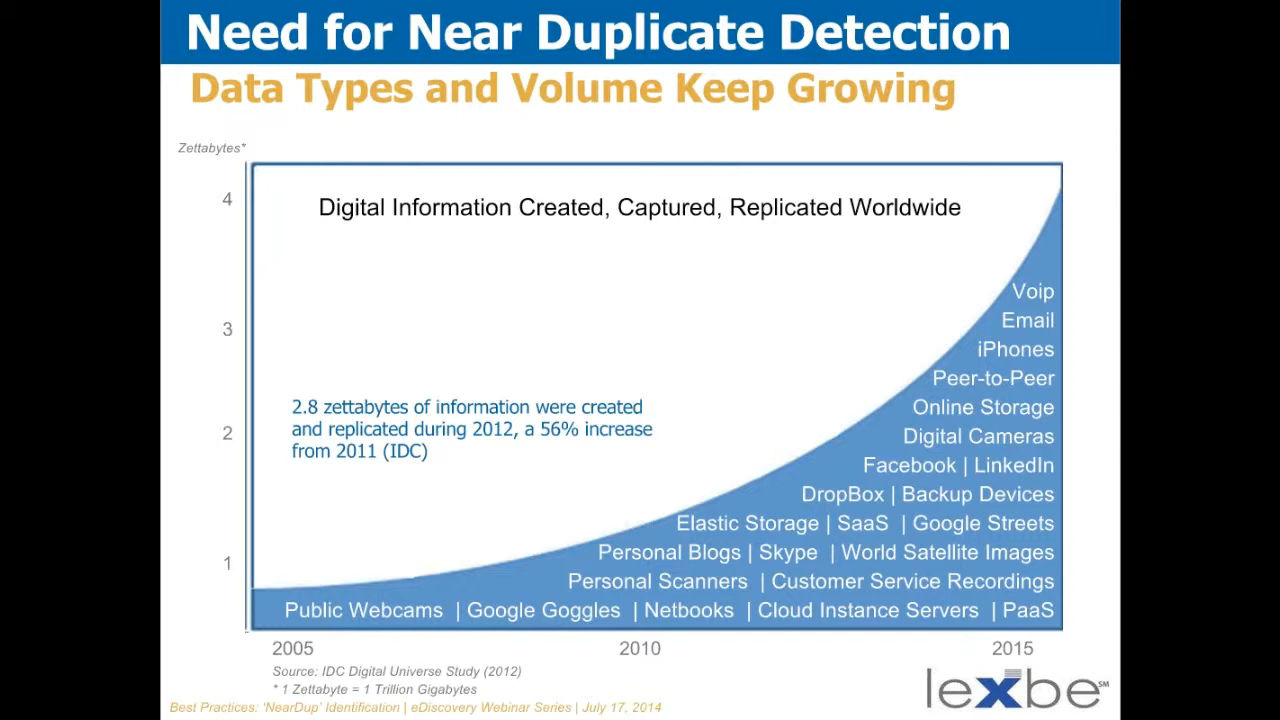 Need for Near Duplicate Detection
Data Types and Volume Keep Growing
Zettabytes*
4
3
2
1
Digital Information Created, Captured, Replicated Worldwide
2.8 zettabytes of information were created
and replicated during 2012, a 56% increase
from 2011 (IDC)
Voip
Email
iPhones
Peer-to-Peer
Online Storage
Digital Cameras
Facebook | LinkedIn
DropBox | Backup Devices
Elastic Storage | SaaS | Google Streets
Personal Blogs | Skype | World Satellite Images
Personal Scanners | Customer Service Recordings
Public Webcams | Google Goggles | Netbooks | Cloud Instance Servers | PaaS
2005 2010 2015
Source: IDC Digital Universe Study (2012)
* 1 Zettabyte = 1 Trillion Gigabytes
Best Practices: ‘NearDup’ Identification | eDiscovery Webinar Series | July 17, 2014
lexbe℠